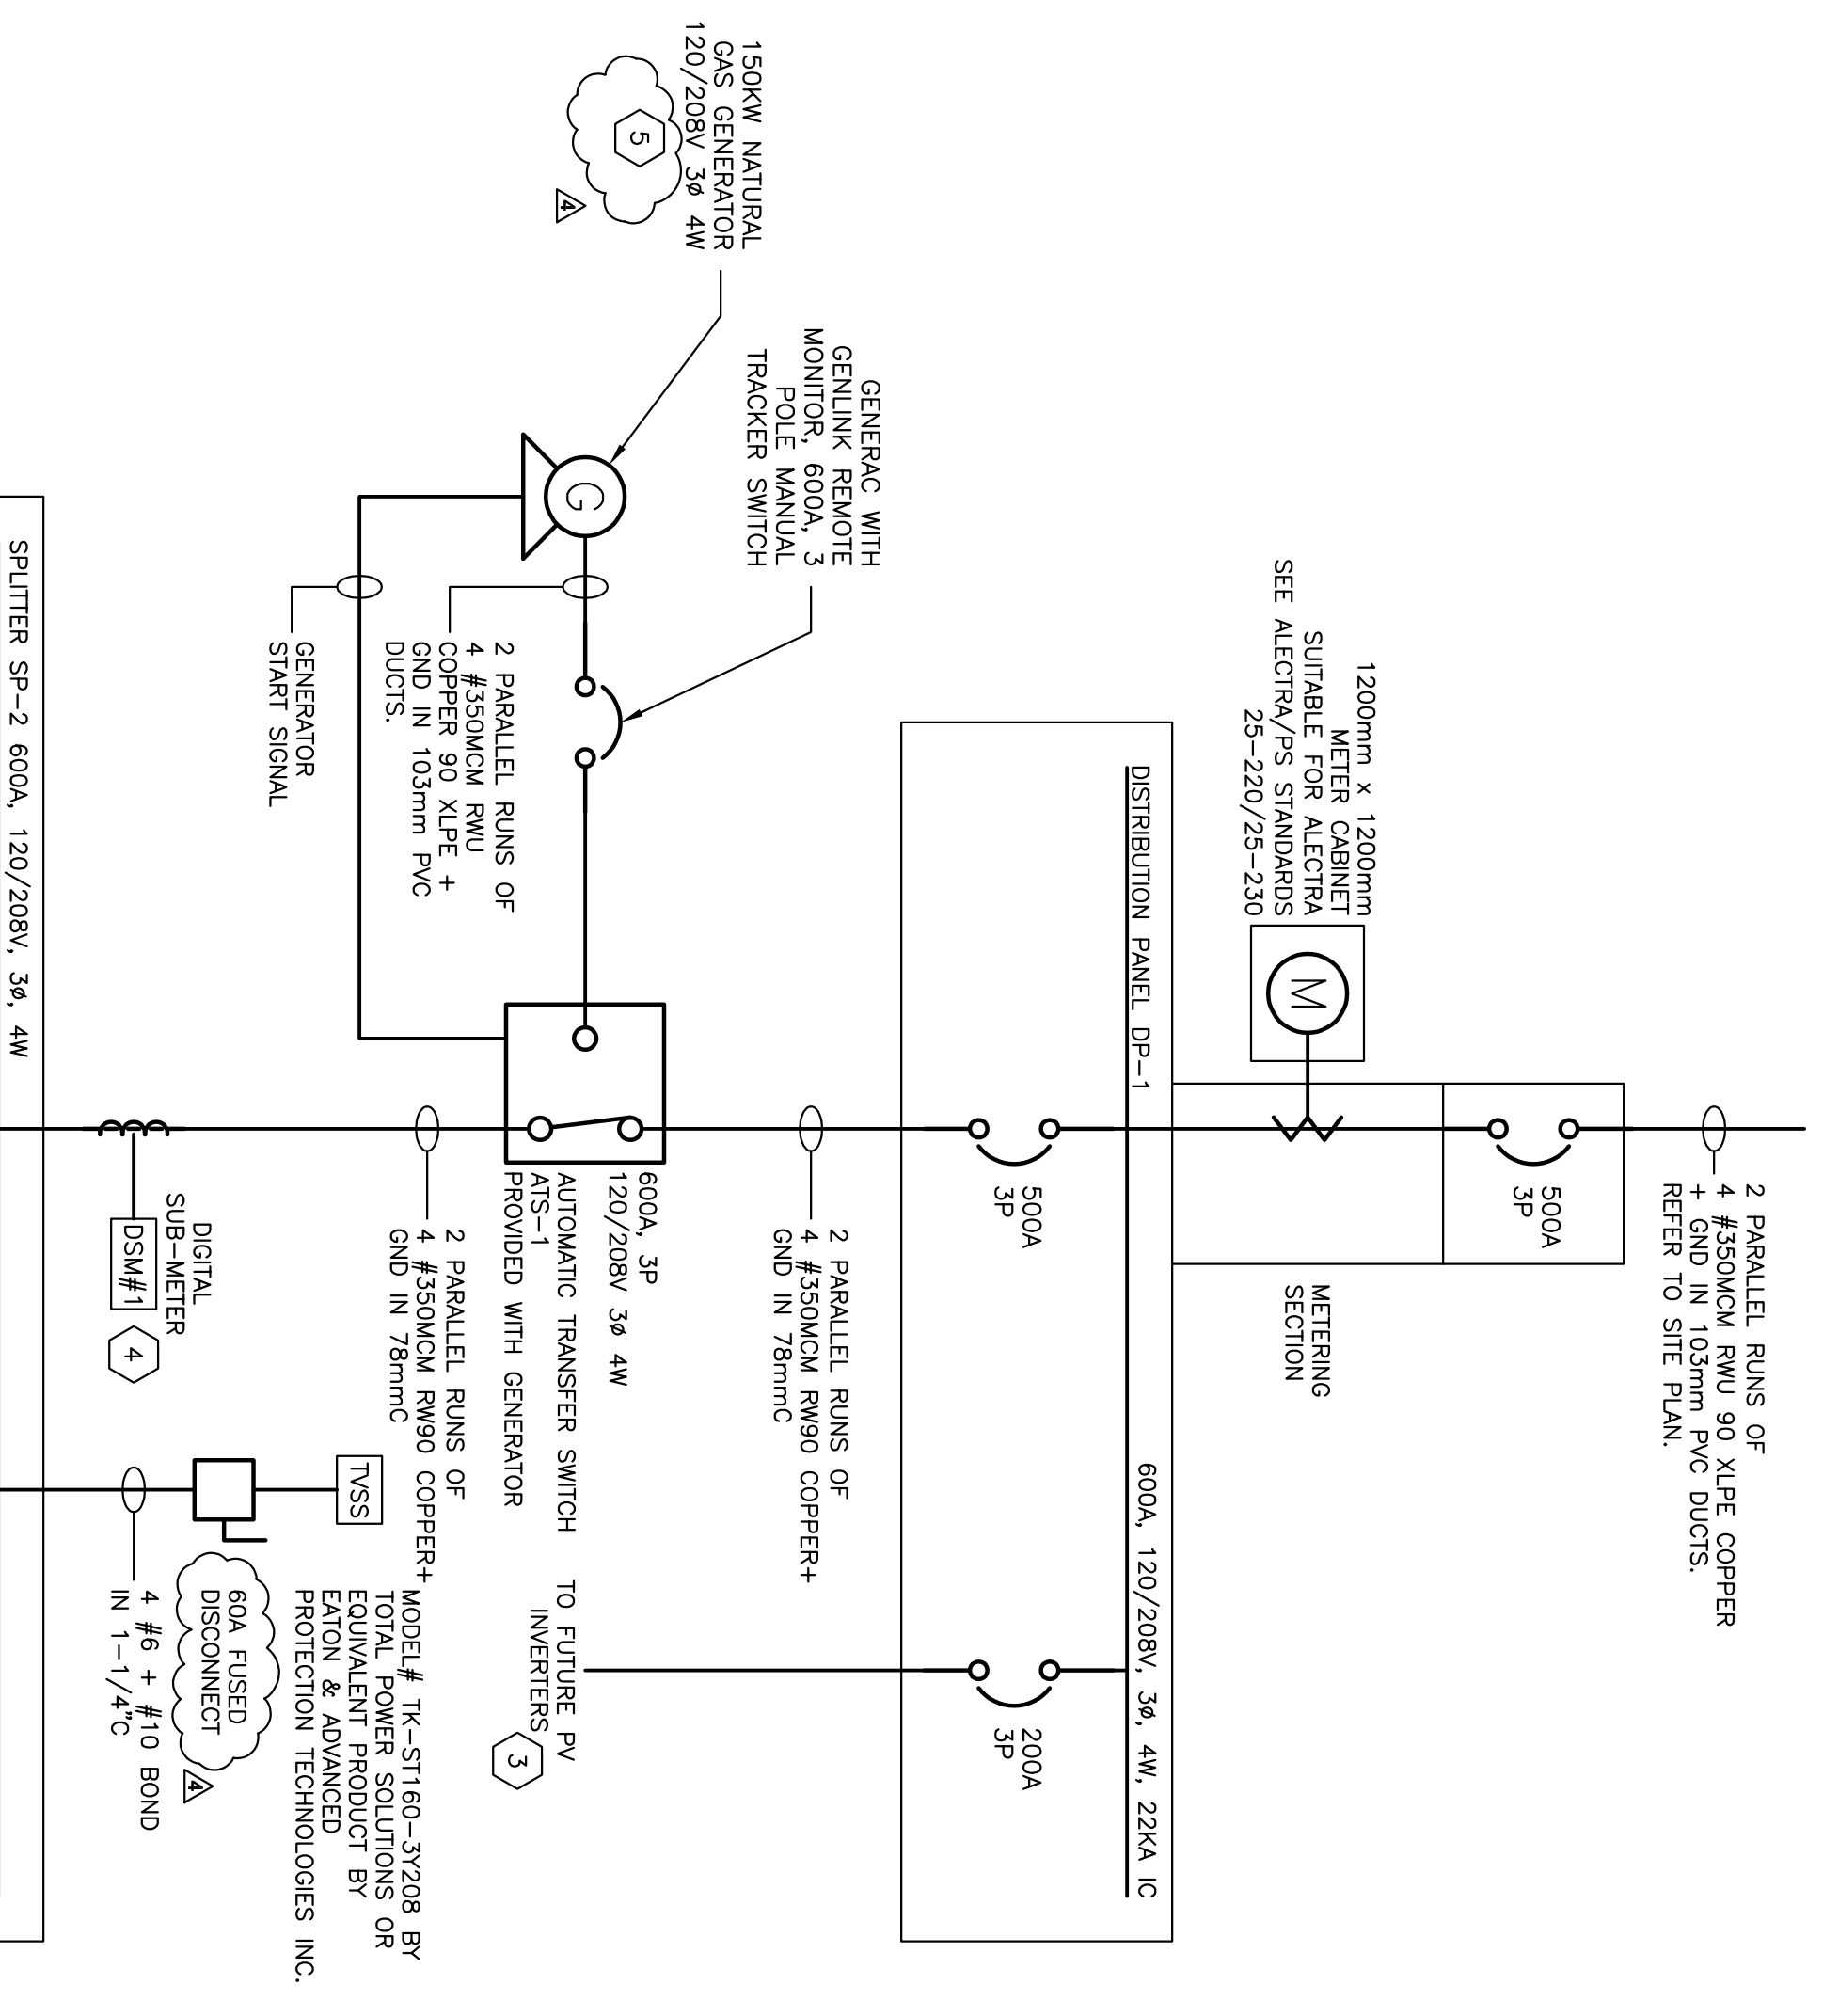 2 PARALLEL RUNS OF
4 #350MCM RWU 90 XLPE COPPER
+ GND IN 103mm PVC DUCTS.
REFER TO SITE PLAN.
500A
3P
1200mm x 1200mm
METER CABINET
SUITABLE FOR ALECTRA
SEE ALECTRA/PS STANDARDS
25-220/25-230
M
METERING
SECTION
DISTRIBUTION PANEL DP-1
600A, 120/208V, 3ø, 4W, 22KA IC
500A
3P
200A
3P
GENERAC WITH
GENLINK REMOTE
MONITOR, 600A, 3
POLE MANUAL
TRACKER SWITCH
150KW NATURAL
GAS GENERATOR
120/208V 3ø 4W
5
4
G
2 PARALLEL RUNS OF
4 #350MCM RW90 COPPER+
GND IN 78mmC
600A, 3P
120/208V 3ø 4W
AUTOMATIC TRANSFER SWITCH
ATS-1
PROVIDED WITH GENERATOR
TO FUTURE PV
INVERTERS
3
2 PARALLEL RUNS OF
4 #350MCM RWU
COPPER 90 XLPE +
GND IN 103mm PVC
DUCTS.
GENERATOR
START SIGNAL
2 PARALLEL RUNS OF
4 #350MCM RW90 COPPER+
GND IN 78mmC
TVSS
MODEL# TK-ST160-3Y208 BY
TOTAL POWER SOLUTIONS OR
EQUIVALENT PRODUCT BY
EATON & ADVANCED
PROTECTION TECHNOLOGIES INC.
60A FUSED
DISCONNECT
4
DIGITAL
SUB-METER
DSM#1
4
4 #6 + #10 BOND
IN 1-1/4"C
SPLITTER SP-2 600A, 120/208V, 3ø, 4W